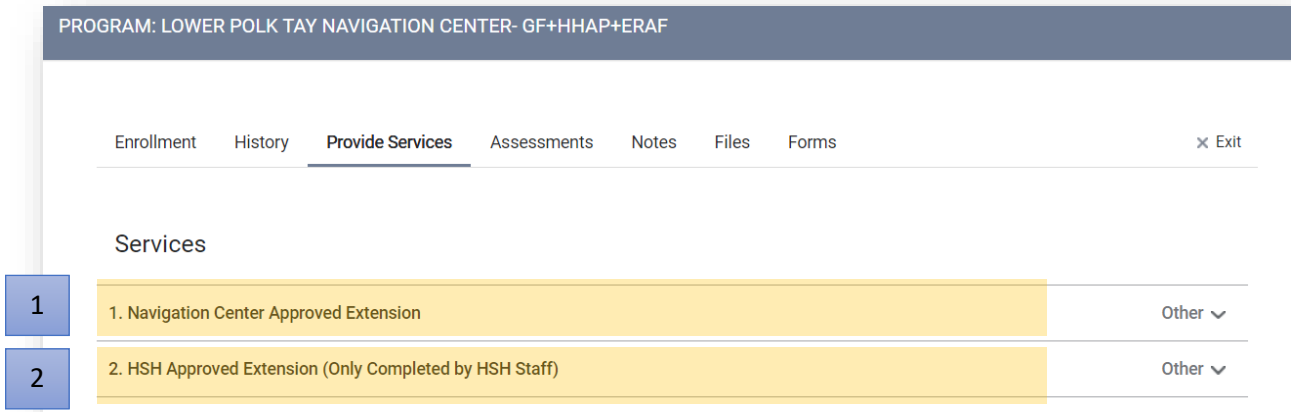 PROGRAM: LOWER POLK TAY NAVIGATION CENTER- GF+HHAP+ERAF
Enrollment History Provide Services Assessments Notes Files Forms × Exit
Services
1 1. Navigation Center Approved Extension Other
2 2. HSH Approved Extension (Only Completed by HSH Staff) Other